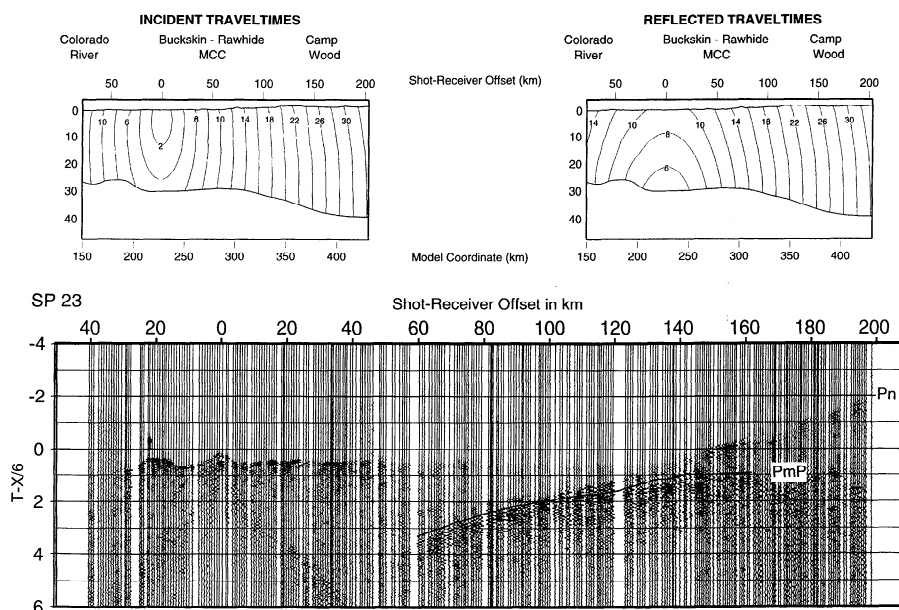 INCIDENT TRAVELTIMES
Colorado River
Buckskin - Rawhide MCC
Camp Wood
50 0 50 100 150 200
0 10 20 30 40
10 6 2 6 10 14 18 22 26 30
150 200 250 300 350 400
Shot-Receiver Offset (km)
Model Coordinate (km)
REFLECTED TRAVELTIMES
Colorado River
Buckskin - Rawhide MCC
Camp Wood
50 0 50 100 150 200
0 10 20 30 40
14 10 8 6 10 14 18 22 26 30
150 200 250 300 350 400
SP 23
Shot-Receiver Offset in km
40 20 0 20 40 60 80 100 120 140 160 180 200
-4 -2 0 2 4 6
T-X/6
Pn
PmP